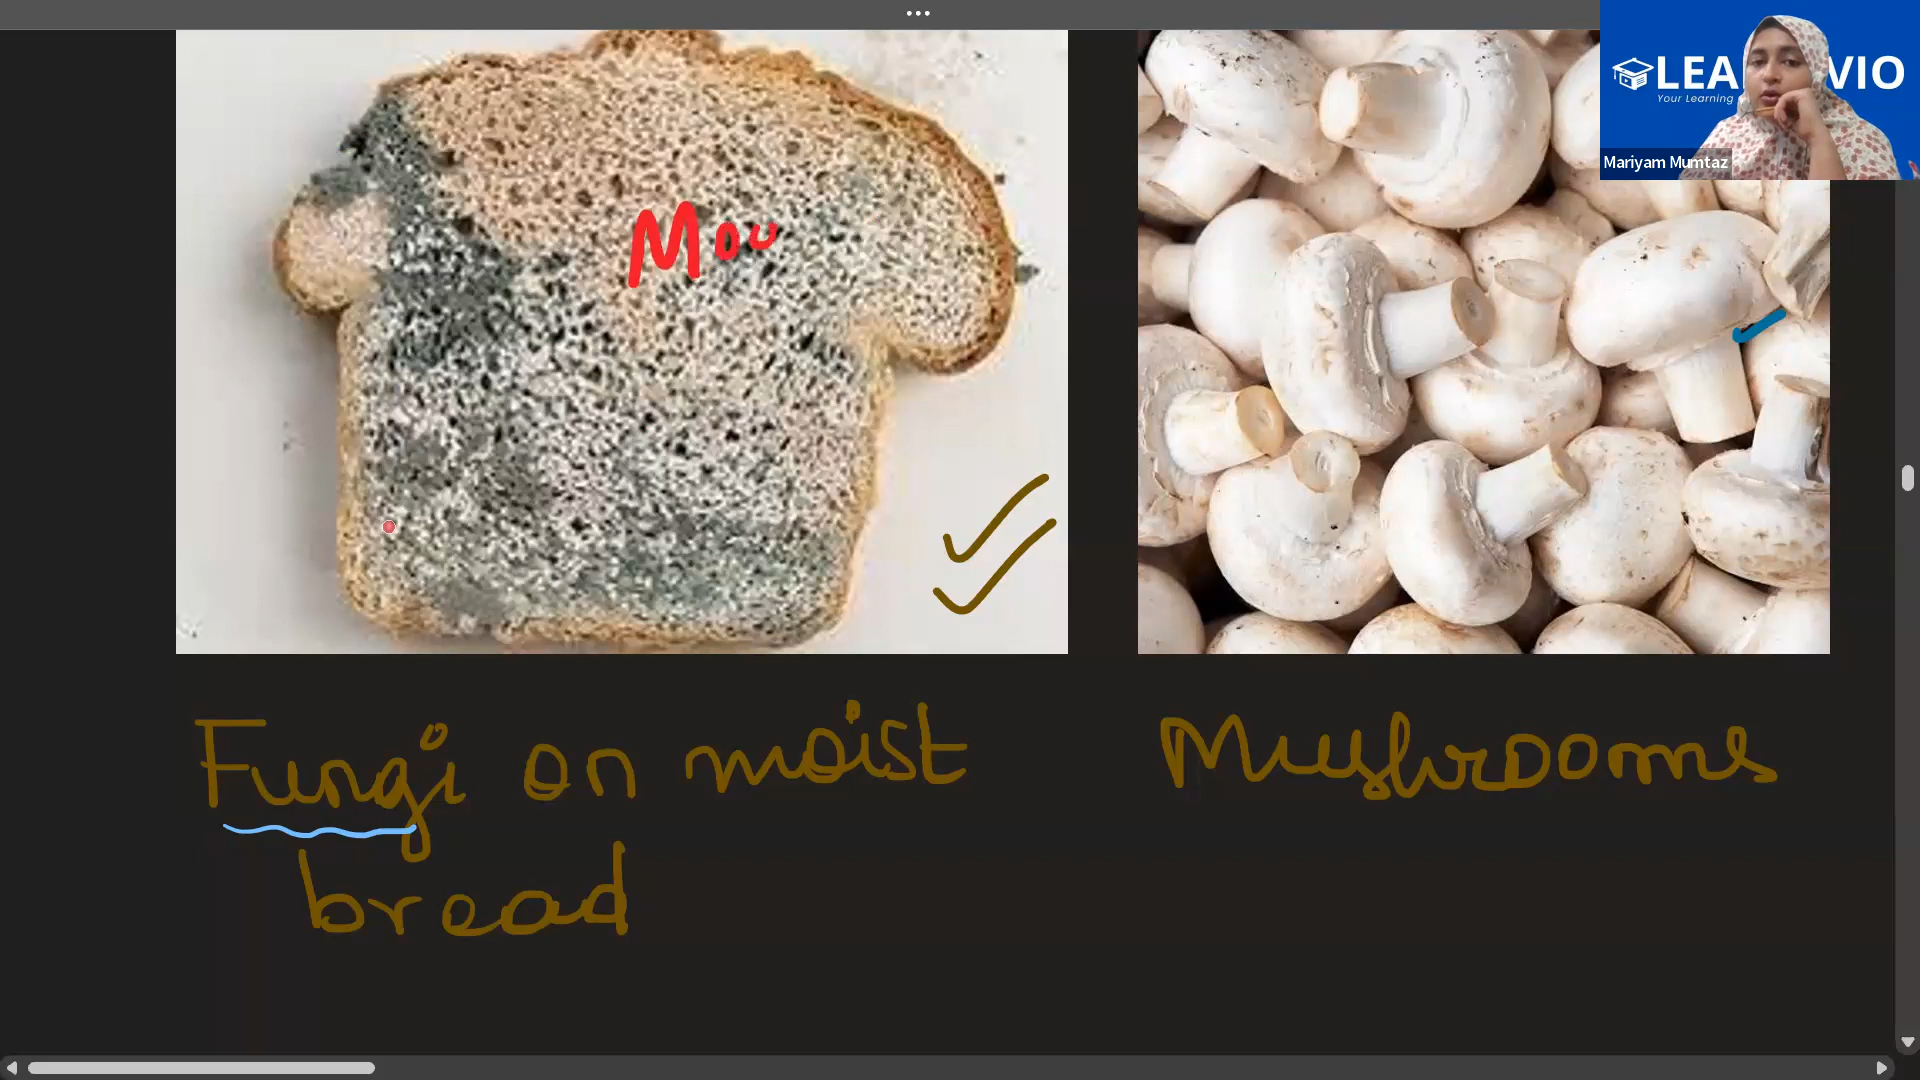 •••
LEA VIO
Your Learning
Mariyam Mumtaz
Mou
Fungi on moist
bread
Mushrooms